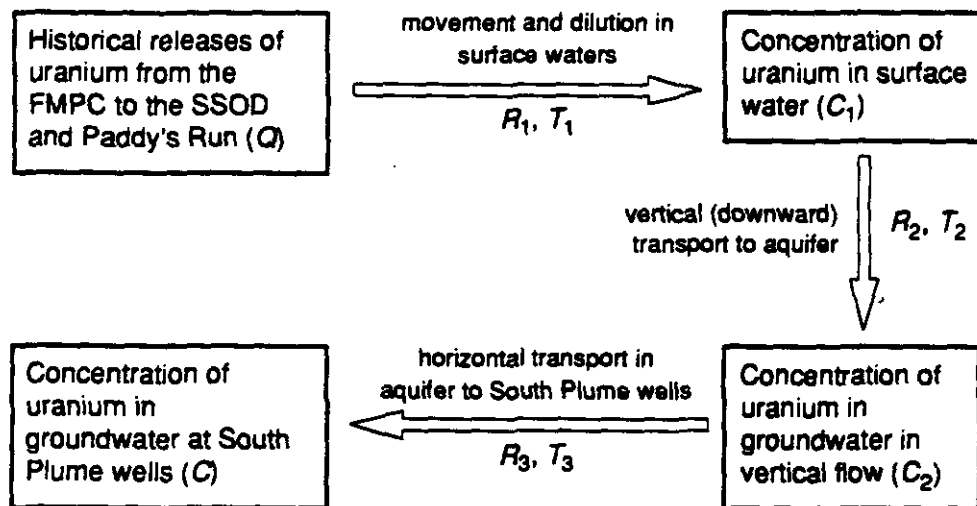 Historical releases of
uranium from the
FMPC to the SSOD
and Paddy's Run (Q)
movement and dilution in
surface waters
R₁, T₁
Concentration of
uranium in surface
water (C₁)
vertical (downward)
transport to aquifer
R₂, T₂
Concentration of
uranium in
groundwater in
vertical flow (C₂)
horizontal transport in
aquifer to South Plume wells
R₃, T₃
Concentration of
uranium in
groundwater at South
Plume wells (C)